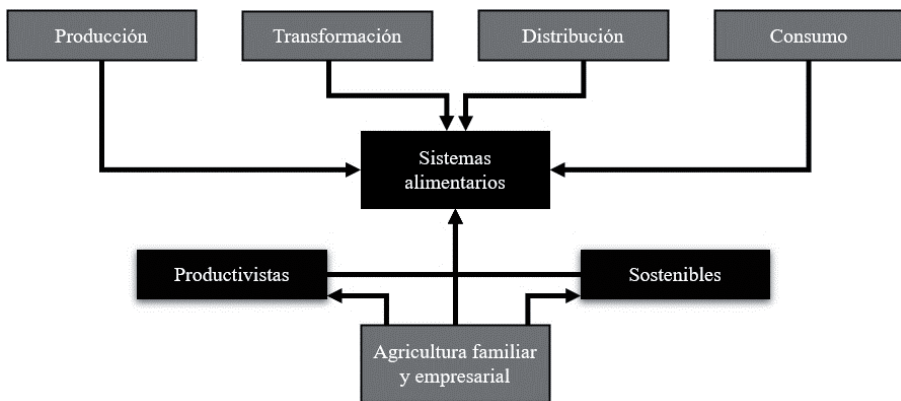 Producción
Transformación
Distribución
Consumo
Sistemas
alimentarios
Productivistas
Sostenibles
Agricultura familiar
y empresarial